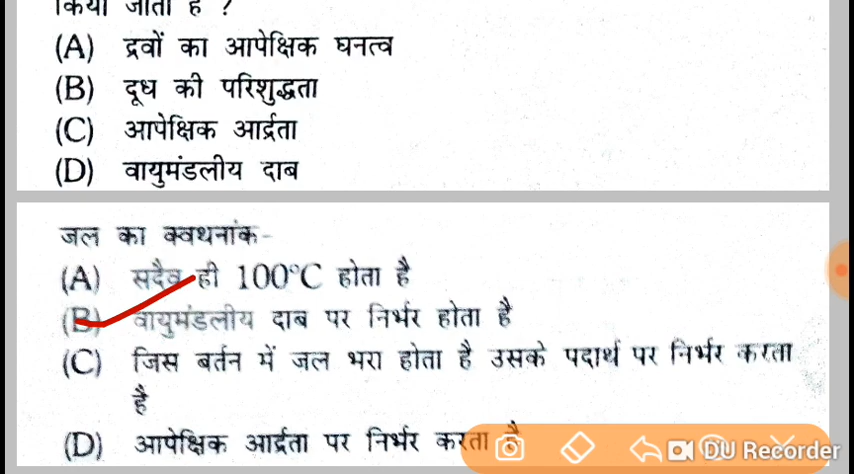 किया जाता है ?
(A) द्रवों का आपेक्षिक घनत्व
(B) दूध की परिशुद्धता
(C) आपेक्षिक आर्द्रता
(D) वायुमंडलीय दाब
जल का क्वथनांक-
(A) सदैव ही 100°C होता है
(B) वायुमंडलीय दाब पर निर्भर होता है
(C) जिस बर्तन में जल भरा होता है उसके पदार्थ पर निर्भर करता
है
(D) आपेक्षिक आर्द्रता पर निर्भर करता है
DU Recorder